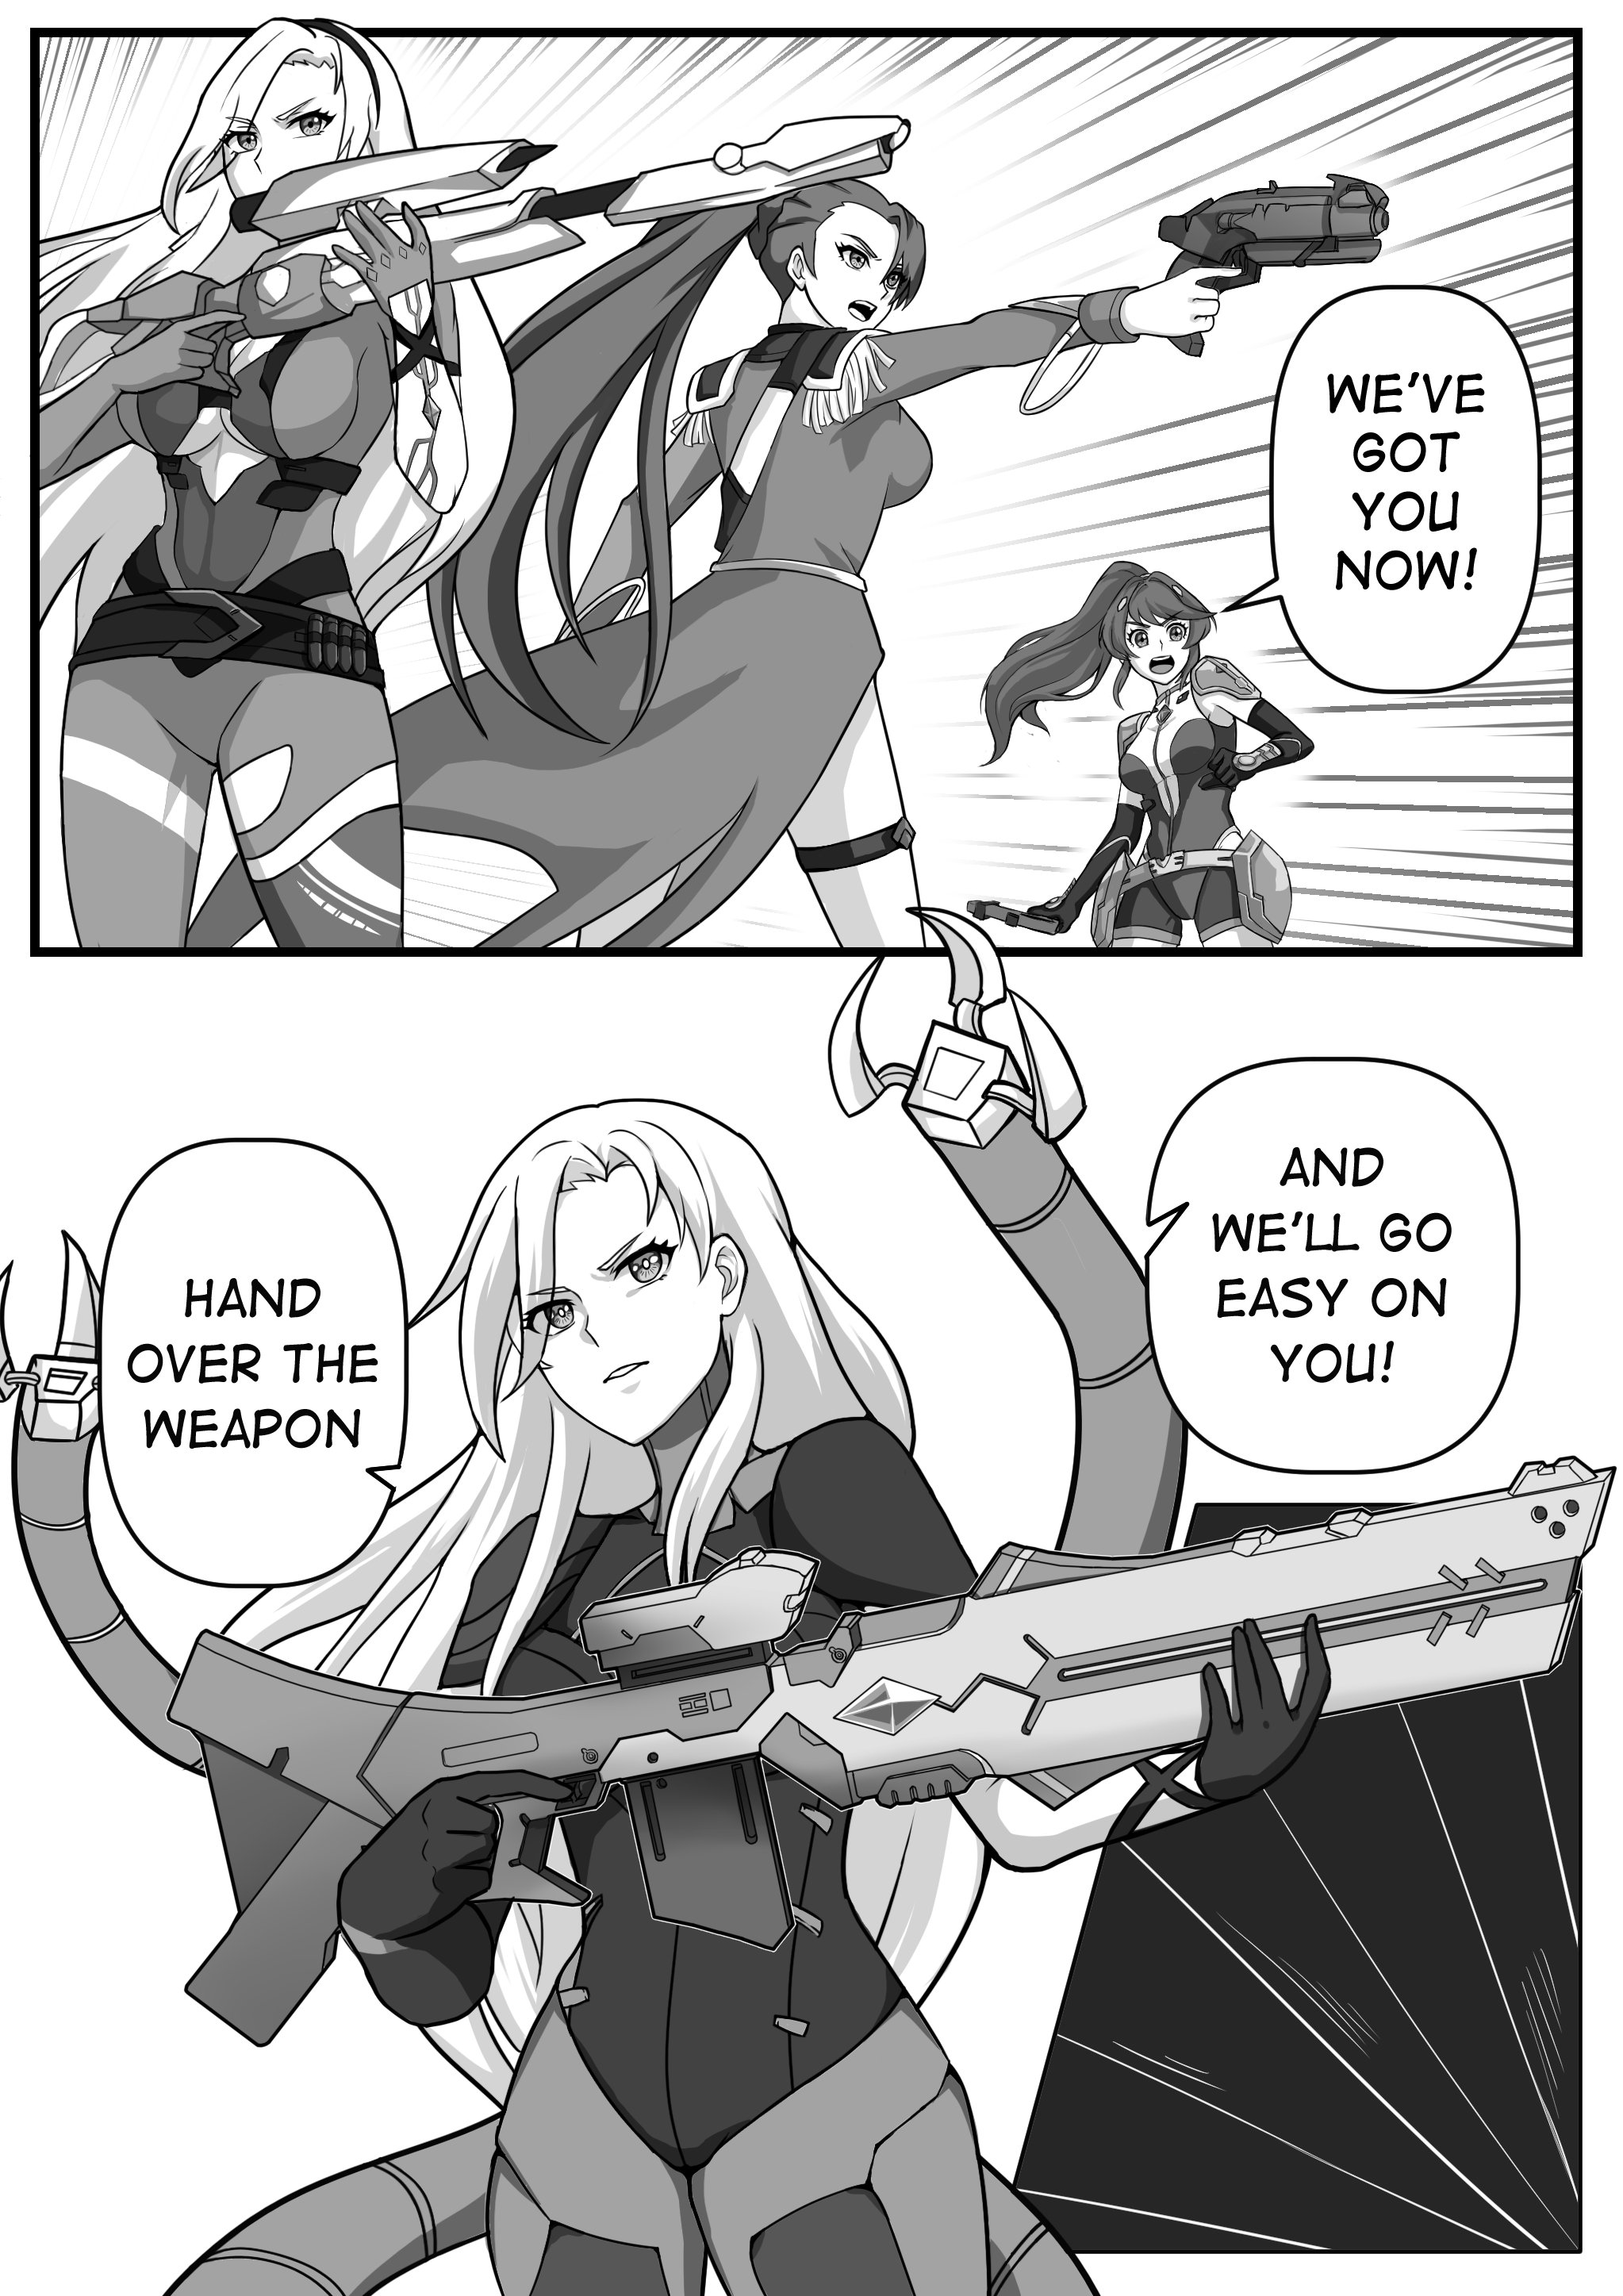 WE'VE
GOT
YOU
NOW!
HAND
OVER THE
WEAPON
AND
WE'LL GO
EASY ON
YOU!